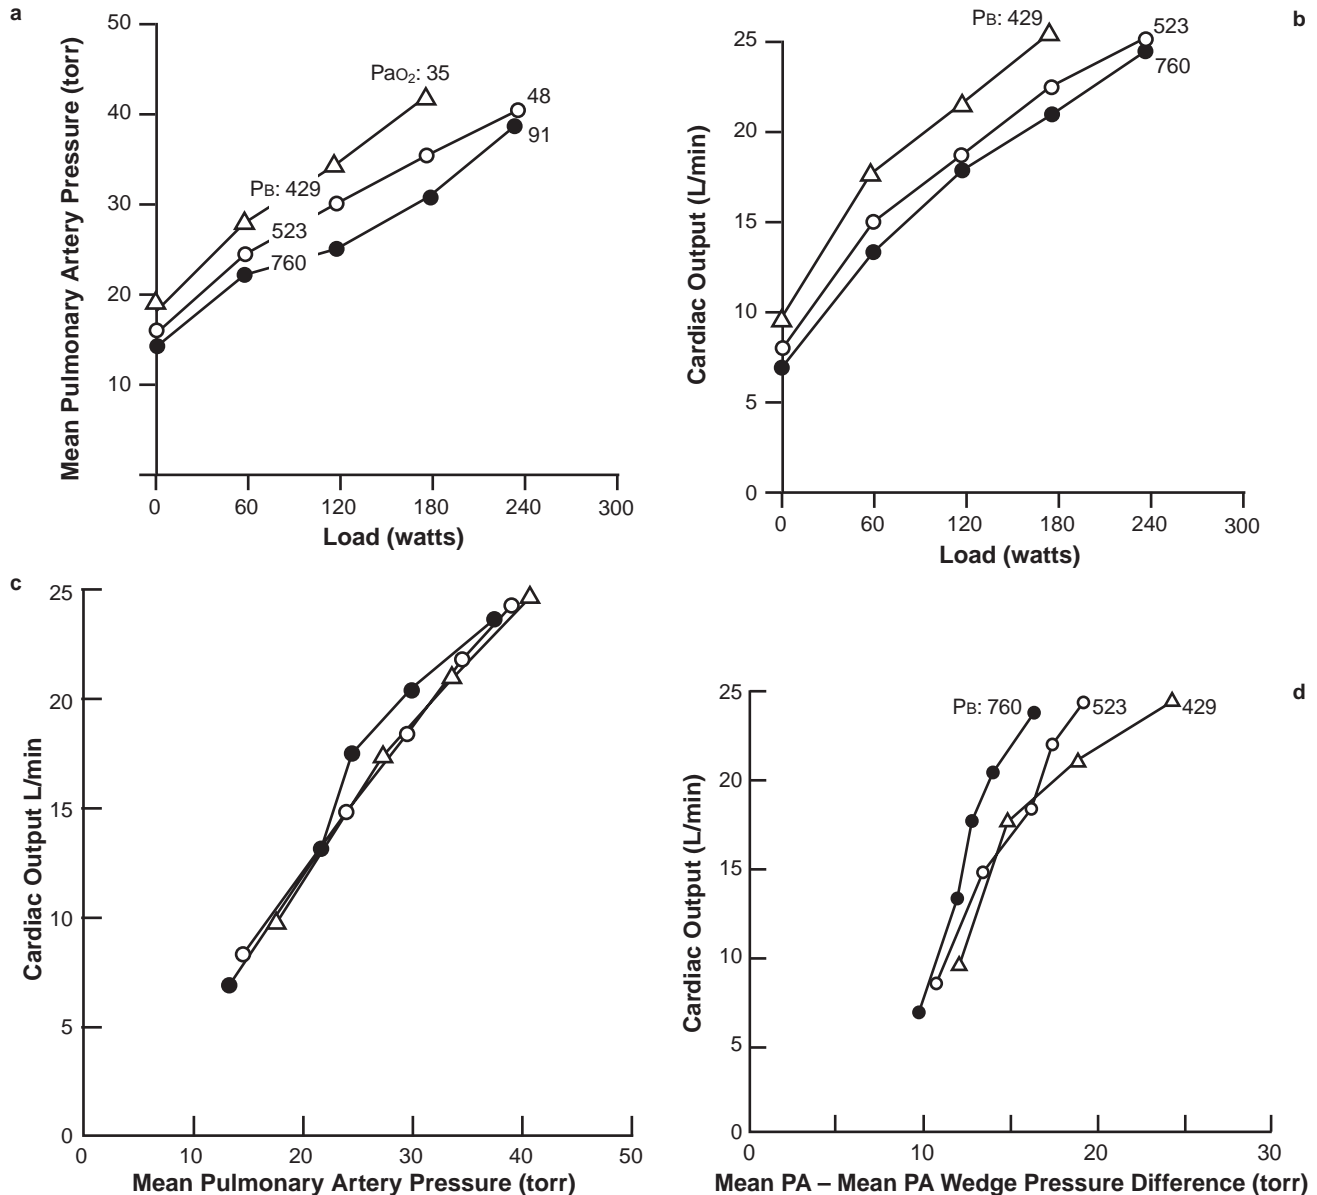 a
Mean Pulmonary Artery Pressure (torr)
50
40
30
20
10
PaO2: 35
48
91
PB: 429
523
760
0 60 120 180 240 300
Load (watts)
b
Cardiac Output (L/min)
25
20
15
10
5
0
PB: 429
523
760
0 60 120 180 240 300
Load (watts)
c
Cardiac Output L/min
25
20
15
10
5
0
0 10 20 30 40 50
Mean Pulmonary Artery Pressure (torr)
d
Cardiac Output (L/min)
25
20
15
10
5
0
PB: 760
523
429
0 10 20 30
Mean PA – Mean PA Wedge Pressure Difference (torr)